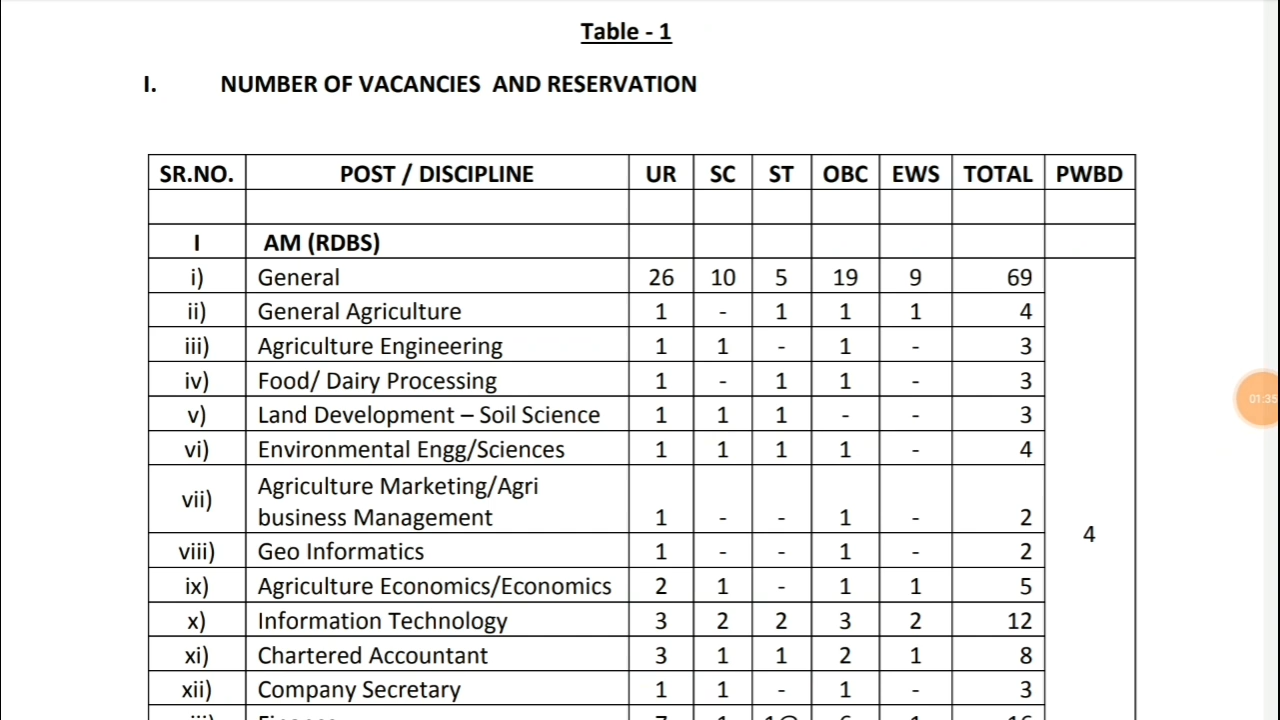 Table - 1
I. NUMBER OF VACANCIES AND RESERVATION
SR.NO. POST / DISCIPLINE UR SC ST OBC EWS TOTAL PWBD
I AM (RDBS)
i) General 26 10 5 19 9 69
ii) General Agriculture 1 - 1 1 1 4
iii) Agriculture Engineering 1 1 - 1 - 3
iv) Food/ Dairy Processing 1 - 1 1 - 3
v) Land Development – Soil Science 1 1 1 - - 3
vi) Environmental Engg/Sciences 1 1 1 1 - 4
vii) Agriculture Marketing/Agri
business Management 1 - - 1 - 2
4
viii) Geo Informatics 1 - - 1 - 2
ix) Agriculture Economics/Economics 2 1 - 1 1 5
x) Information Technology 3 2 2 3 2 12
xi) Chartered Accountant 3 1 1 2 1 8
xii) Company Secretary 1 1 - 1 - 3
01:35